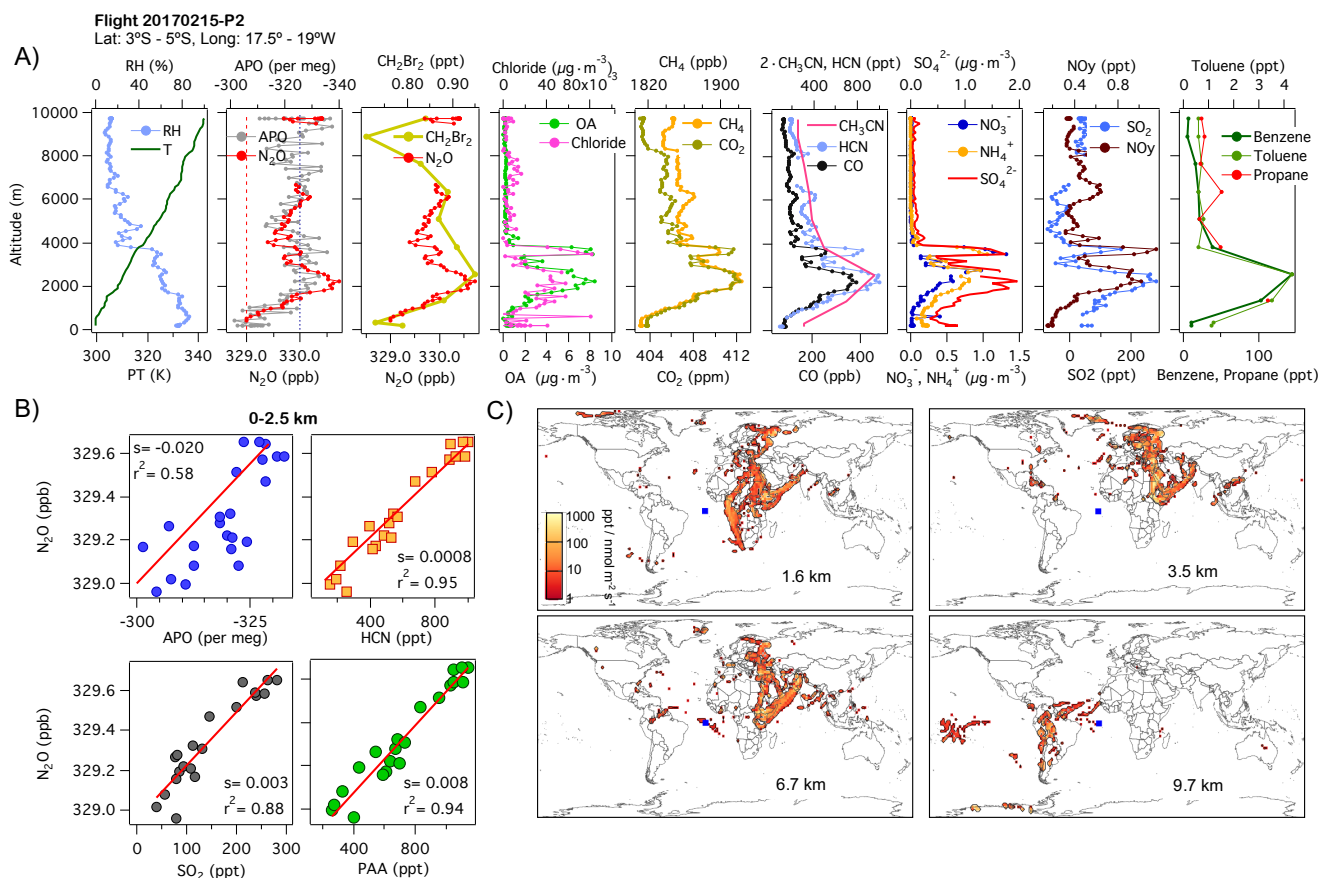 Flight 20170215-P2
Lat: 3ºS - 5ºS, Long: 17.5º - 19ºW
A)
RH (%)
0 40 80
APO (per meg)
-300 -320 -340
CH2Br2 (ppt)
0.80 0.90
Chloride (µg·m-3)
0 80x10-3
CH4 (ppb)
1820 1900
2·CH3CN, HCN (ppt)
400 800
SO4 2- (µg·m-3)
0.0 1.0 2.0
NOy (ppt)
0.4 1.2
Toluene (ppt)
0 1 2 3 4
Altitude (m)
10000
8000
6000
4000
2000
0
RH
T
APO
N2O
CH2Br2
N2O
OA
Chloride
CH4
CO2
CH3CN
HCN
CO
NO3-
NH4+
SO4 2-
SO2
NOy
Benzene
Toluene
Propane
300 320 340
PT (K)
329.0 330.0
N2O (ppb)
329.0 330.0
N2O (ppb)
0 2 4 6 8 10
OA (µg·m-3)
404 408 412
CO2 (ppm)
200 400
CO (ppb)
0.0 0.5 1.0 1.5
NO3-, NH4+ (µg·m-3)
0 200
SO2 (ppt)
0 50 100
Benzene, Propane (ppt)
B)
0-2.5 km
N2O (ppb)
329.6
329.4
329.2
329.0
s= -0.020
r2= 0.58
-300 -325
APO (per meg)
s= 0.0008
r2= 0.95
400 800
HCN (ppt)
N2O (ppb)
329.6
329.4
329.2
329.0
s= 0.003
r2= 0.88
0 100 200 300
SO2 (ppt)
s= 0.008
r2= 0.94
400 800
PAA (ppt)
C)
1000
100
10
1
ppt / nmol m-2 s-1
1.6 km
3.5 km
6.7 km
9.7 km